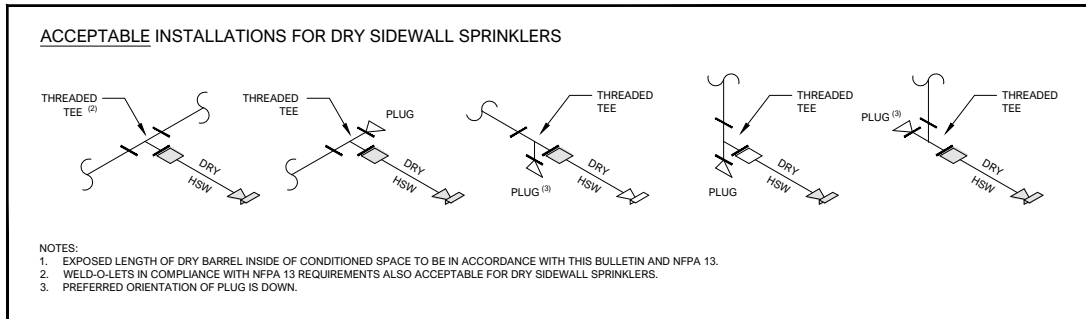 ACCEPTABLE INSTALLATIONS FOR DRY SIDEWALL SPRINKLERS
THREADED
TEE (2)
DRY
HSW
THREADED
TEE
PLUG
DRY
HSW
THREADED
TEE
PLUG (3)
DRY
HSW
THREADED
TEE
PLUG
DRY
HSW
THREADED
TEE
PLUG (3)
DRY
HSW
NOTES:
1. EXPOSED LENGTH OF DRY BARREL INSIDE OF CONDITIONED SPACE TO BE IN ACCORDANCE WITH THIS BULLETIN AND NFPA 13.
2. WELD-O-LETS IN COMPLIANCE WITH NFPA 13 REQUIREMENTS ALSO ACCEPTABLE FOR DRY SIDEWALL SPRINKLERS.
3. PREFERRED ORIENTATION OF PLUG IS DOWN.